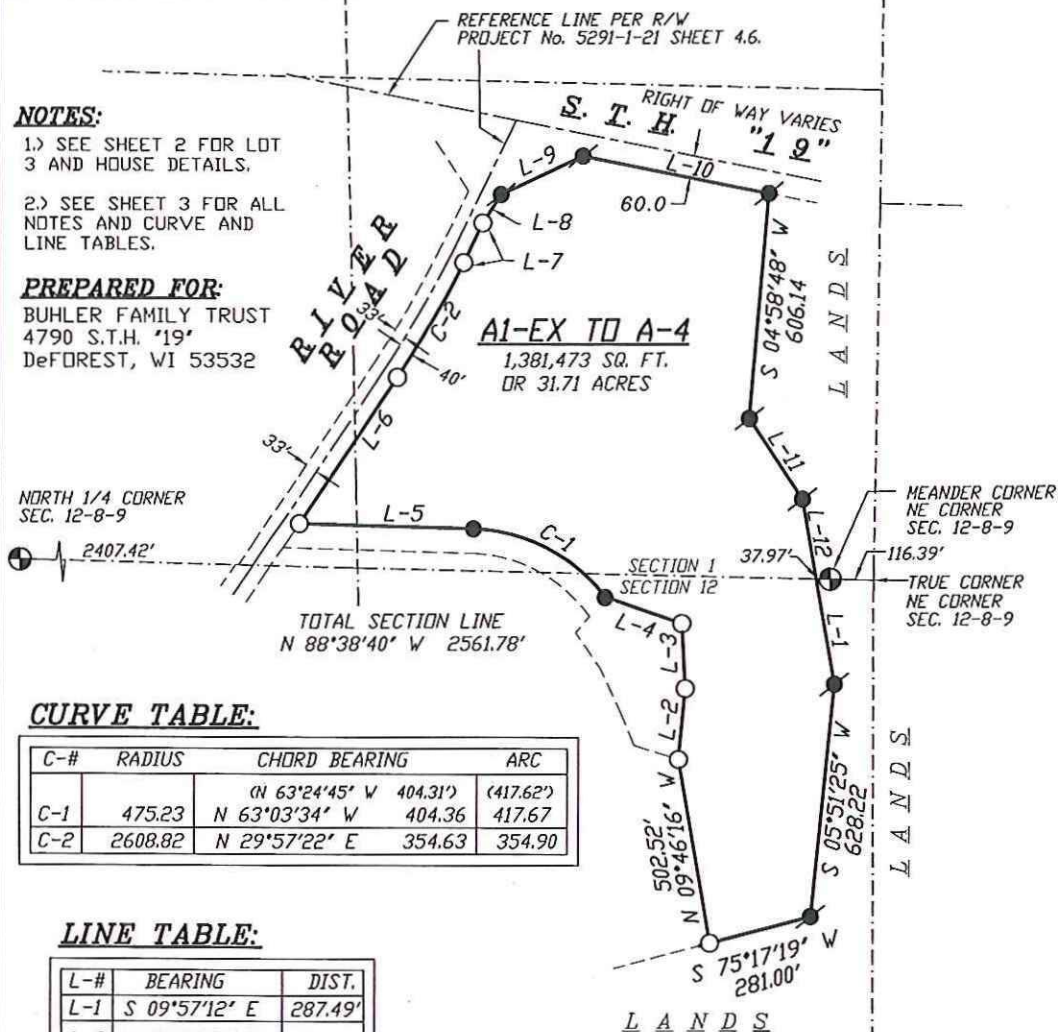 REFERENCE LINE PER R/W
PROJECT No. 5291-1-21 SHEET 4.6.
NOTES:
1.) SEE SHEET 2 FOR LOT
3 AND HOUSE DETAILS.
2.) SEE SHEET 3 FOR ALL
NOTES AND CURVE AND
LINE TABLES.
PREPARED FOR:
BUHLER FAMILY TRUST
4790 S.T.H. '19'
DeFOREST, WI 53532
S. T. H. "19"
RIGHT OF WAY VARIES
L-9
L-10
60.0
L-8
L-7
RIVER
ROAD
33'
C-2
40'
A1-EX TO A-4
1,381,473 SQ. FT.
OR 31.71 ACRES
S 04°58'48" W
606.14
LANDS
L-6
33'
L-11
NORTH 1/4 CORNER
SEC. 12-8-9
2407.42'
L-5
C-1
L-12
MEANDER CORNER
NE CORNER
SEC. 12-8-9
37.97'
116.39'
SECTION 1
SECTION 12
TRUE CORNER
NE CORNER
SEC. 12-8-9
TOTAL SECTION LINE
N 88°38'40" W 2561.78'
L-4
L-3
L-1
L-2
CURVE TABLE:
C-# RADIUS CHORD BEARING ARC
(N 63°24'45" W 404.31') (417.62')
C-1 475.23 N 63°03'34" W 404.36 417.67
C-2 2608.82 N 29°57'22" E 354.63 354.90
502.52'
N 09°46'16" W
S 05°51'25" W
628.22
LANDS
S 75°17'19" W
281.00'
LANDS
LINE TABLE:
L-# BEARING DIST.
L-1 S 09°57'12" E 287.49'